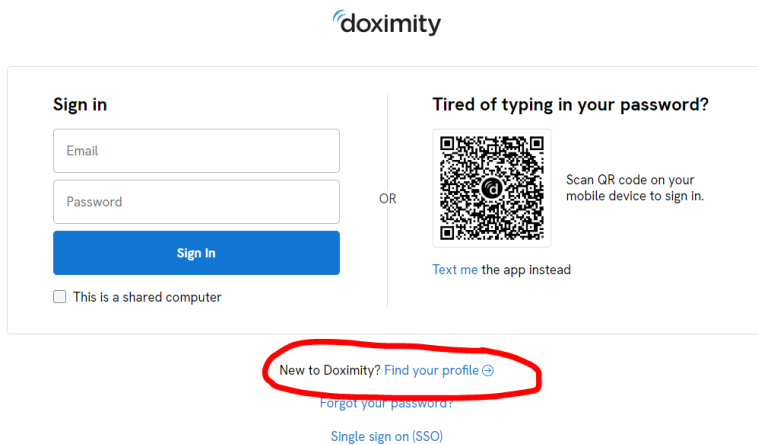 doximity
Sign in
Email
Password
Sign In
This is a shared computer
OR
Tired of typing in your password?
Scan QR code on your
mobile device to sign in.
Text me the app instead
New to Doximity? Find your profile
Forgot your password?
Single sign on (SSO)